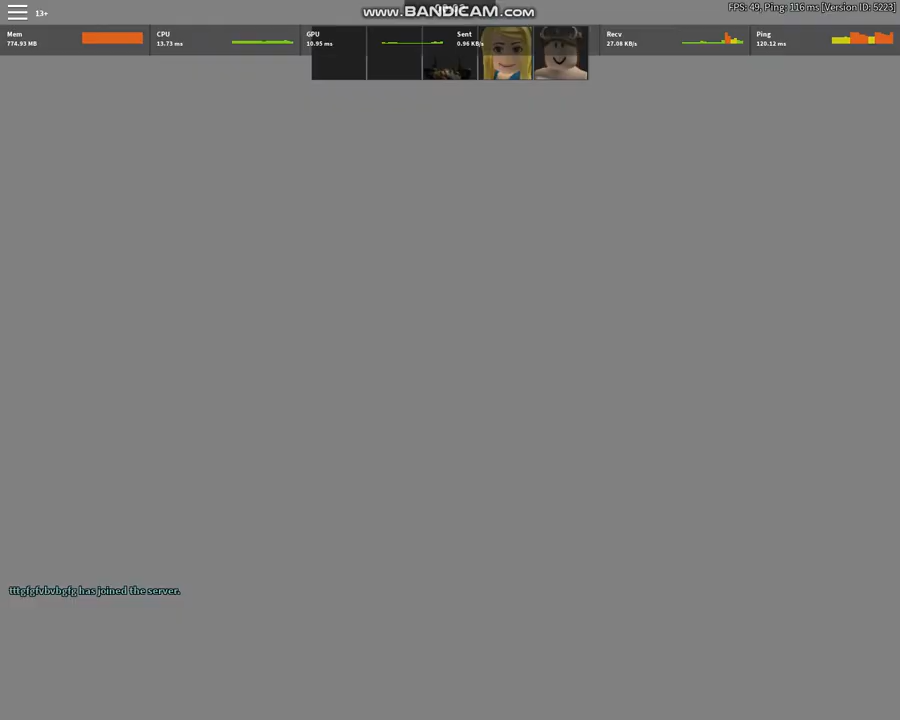 www.BANDICAM.com
FPS: 49, Ping: 116 ms [Version ID: 5223]
13+
Mem
774.93 MB
CPU
13.73 ms
GPU
10.95 ms
Sent
0.96 KB/s
Recv
27.08 KB/s
Ping
120.12 ms
tttgfgfvbvbgfg has joined the server.